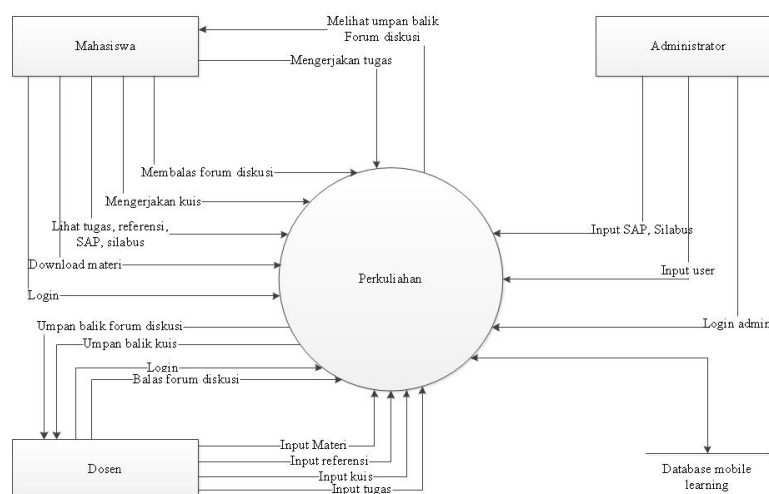 Melihat umpan balik
Forum diskusi
Mahasiswa
Administrator
Mengerjakan tugas
Membalas forum diskusi
Mengerjakan kuis
Lihat tugas, referensi,
SAP, silabus
Input SAP, Silabus
Download materi
Input user
Perkuliahan
Login
Login admin
Umpan balik forum diskusi
Umpan balik kuis
Login
Balas forum diskusi
Input Materi
Input referensi
Input kuis
Input tugas
Dosen
Database mobile
learning